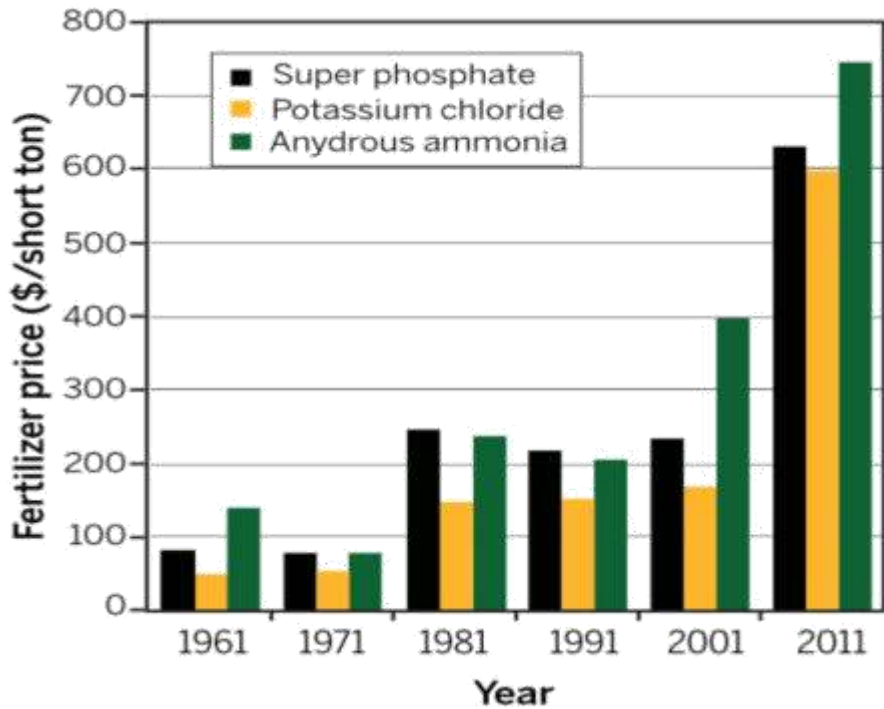 Fertilizer price ($/short ton)
800
700
600
500
400
300
200
100
0
Super phosphate
Potassium chloride
Anydrous ammonia
1961 1971 1981 1991 2001 2011
Year